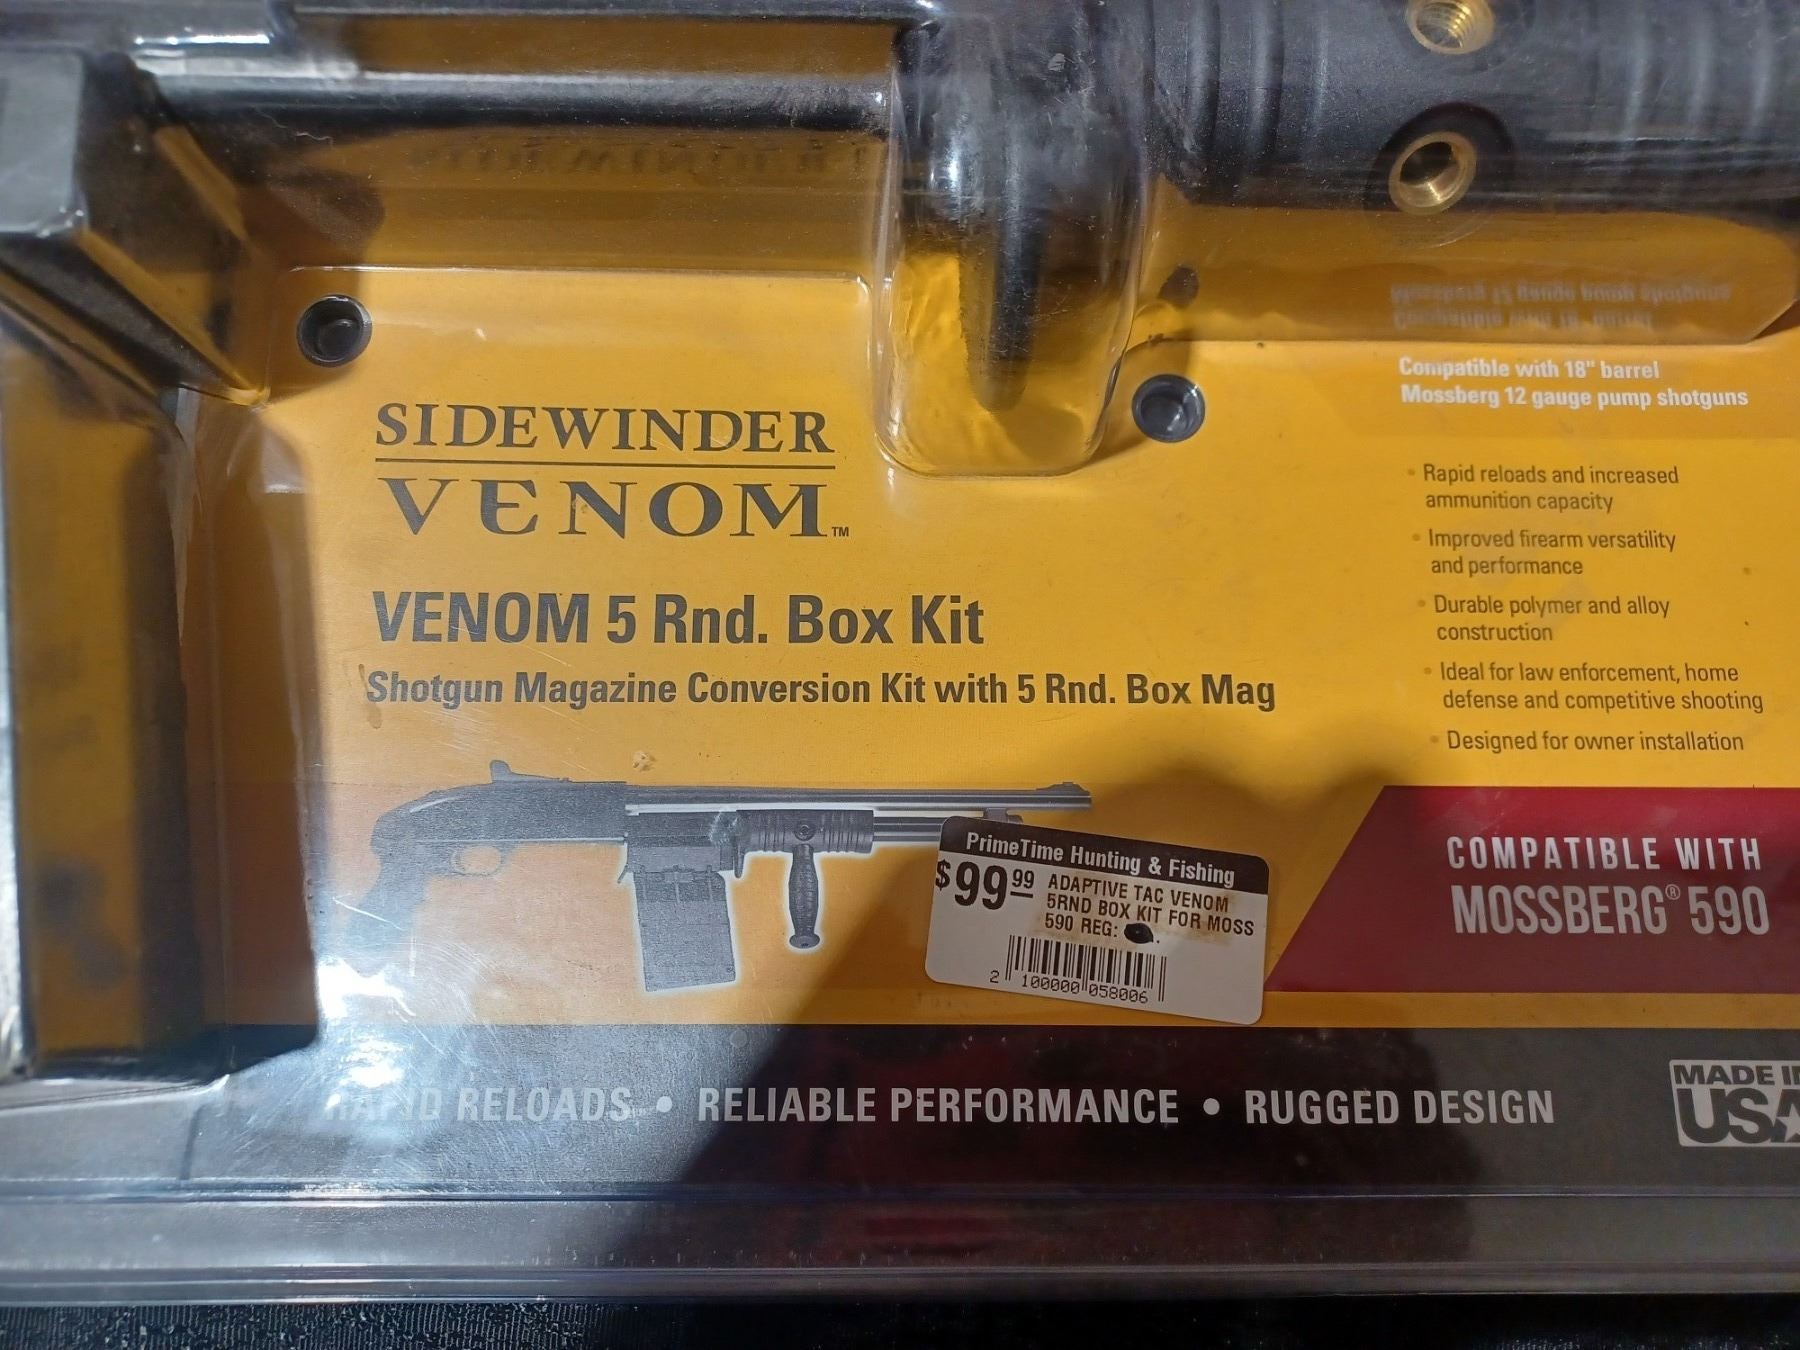 SIDEWINDER
VENOM™
VENOM 5 Rnd. Box Kit
Shotgun Magazine Conversion Kit with 5 Rnd. Box Mag
Compatible with 18" barrel
Mossberg 12 gauge pump shotguns
• Rapid reloads and increased
ammunition capacity
• Improved firearm versatility
and performance
• Durable polymer and alloy
construction
• Ideal for law enforcement, home
defense and competitive shooting
• Designed for owner installation
COMPATIBLE WITH
MOSSBERG® 590
PrimeTime Hunting & Fishing
$99.99
ADAPTIVE TAC VENOM
5RND BOX KIT FOR MOSS
590 REG:
2 100000 058006
RAPID RELOADS • RELIABLE PERFORMANCE • RUGGED DESIGN
MADE IN
USA